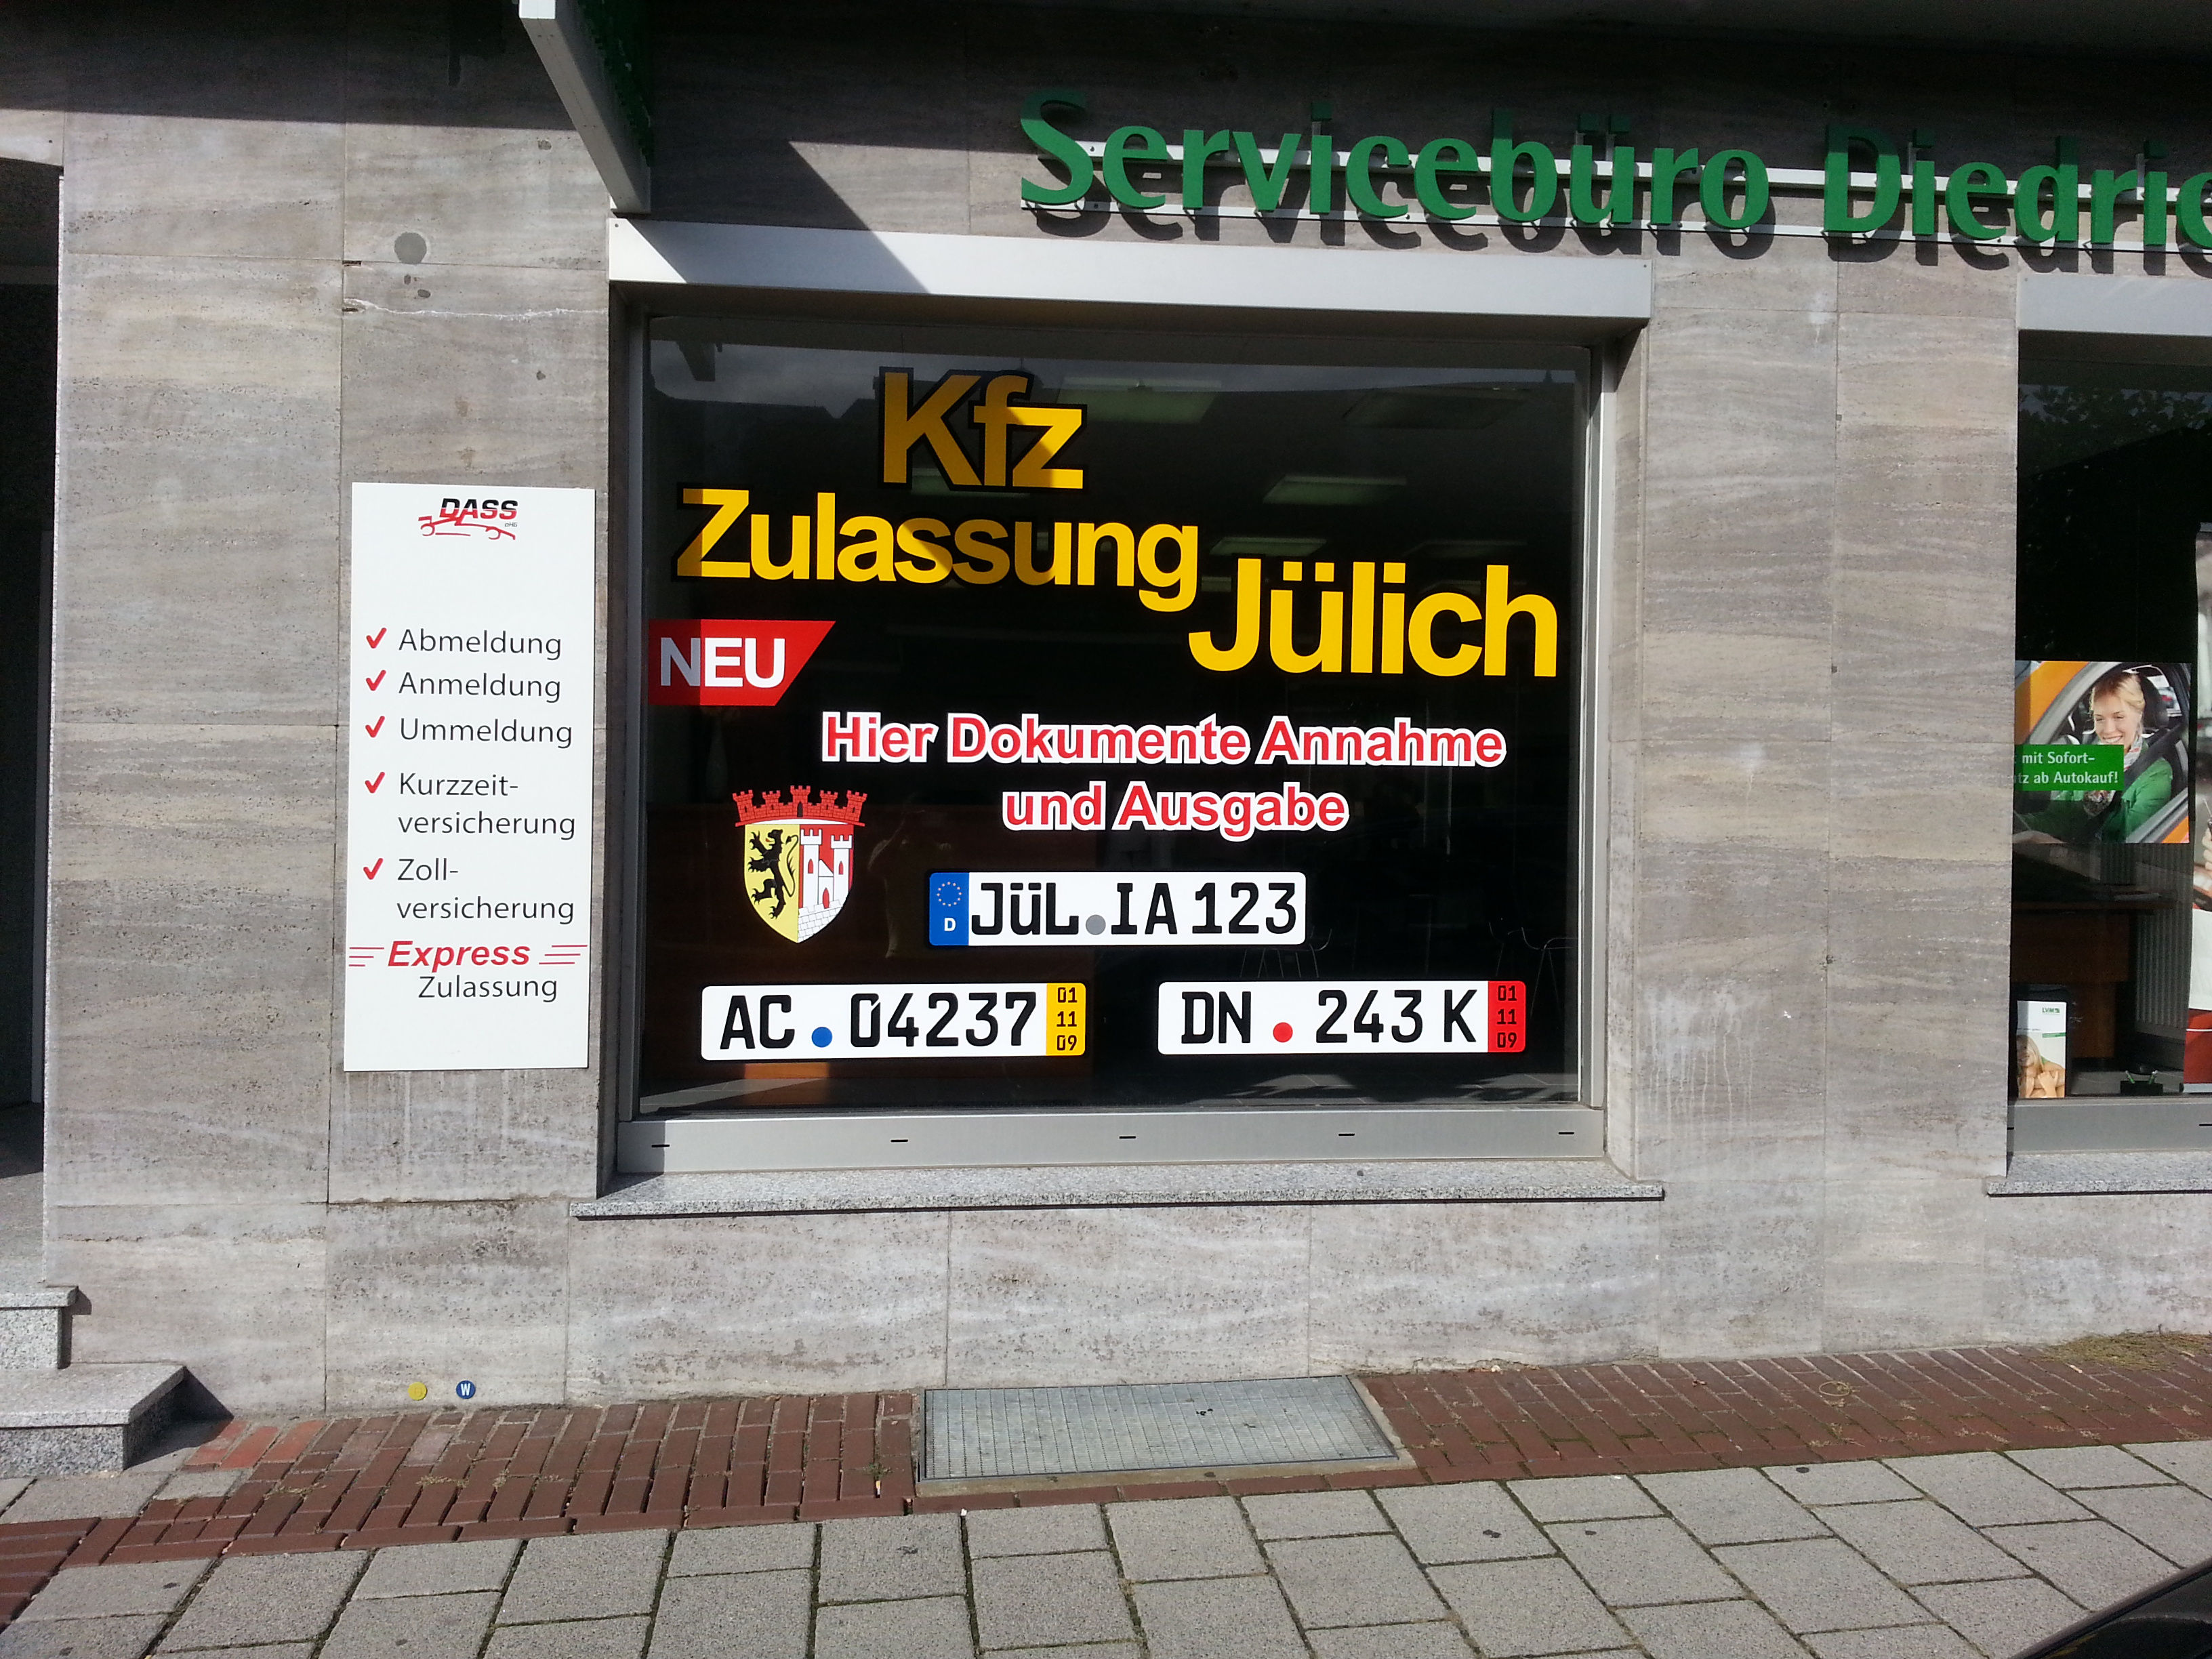 Servicebüro Diedric
DASS
Abmeldung
Anmeldung
Ummeldung
Kurzzeit-
versicherung
Zoll-
versicherung
Express
Zulassung
Kfz
Zulassung
Jülich
NEU
Hier Dokumente Annahme
und Ausgabe
D JÜL IA 123
AC 04237 01 11 09
DN 243 K 01 11 09
mit Sofort-
tz ab Autokauf!
LVM
W